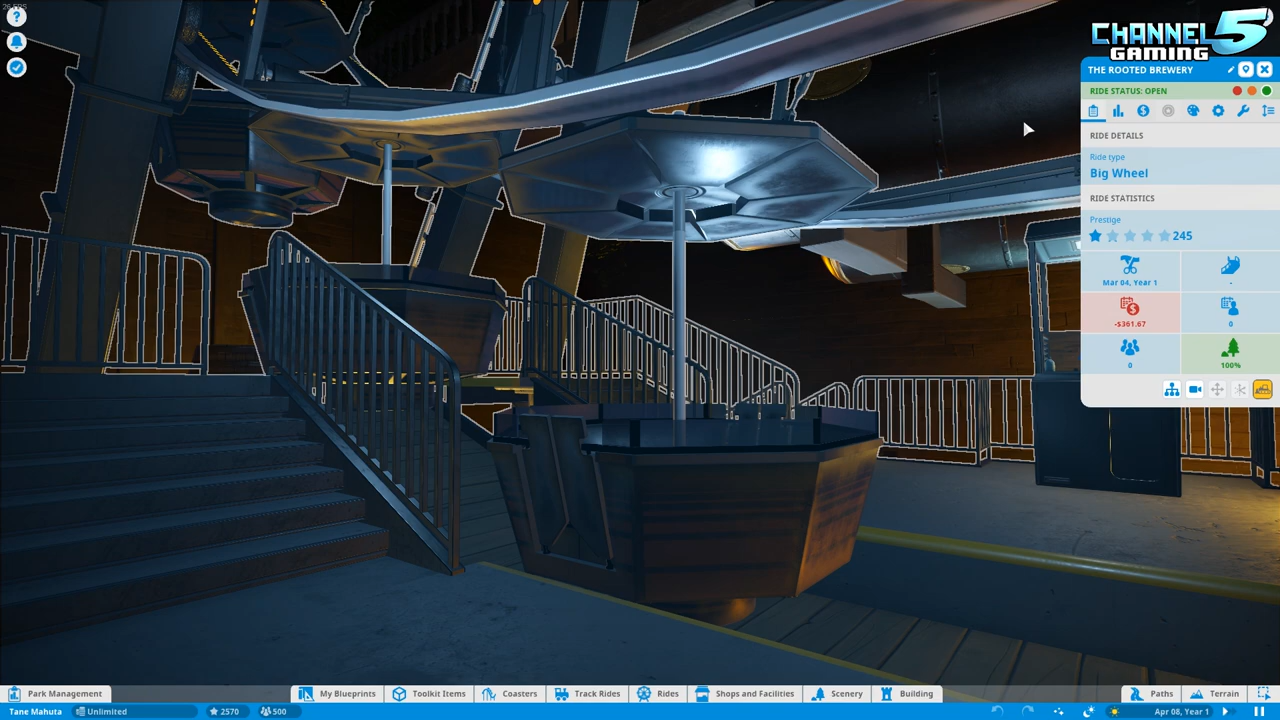 26 FPS
?
CHANNEL 5
GAMING
THE ROOTED BREWERY
RIDE STATUS: OPEN
RIDE DETAILS
Ride type
Big Wheel
RIDE STATISTICS
Prestige
245
Mar 04, Year 1
-
-$361.67
0
0
100%
Park Management
My Blueprints
Toolkit Items
Coasters
Track Rides
Rides
Shops and Facilities
Scenery
Building
Paths
Terrain
Tane Mahuta
Unlimited
2570
500
Apr 08, Year 1